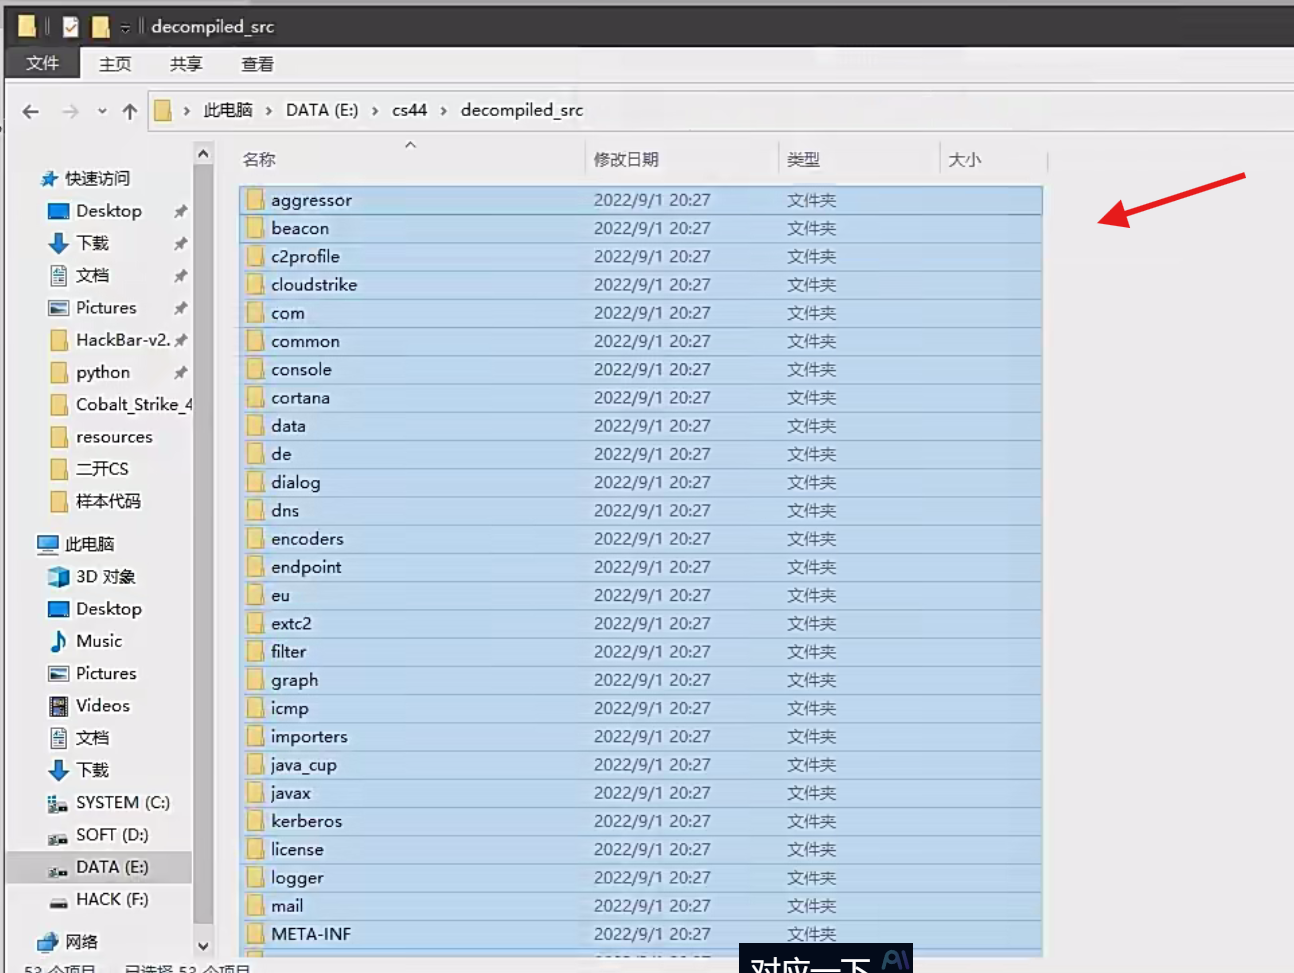 decompiled_src
文件 主页 共享 查看
此电脑 › DATA (E:) › cs44 › decompiled_src
名称 修改日期 类型 大小
快速访问
Desktop
下载
文档
Pictures
HackBar-v2.
python
Cobalt_Strike_4
resources
二开CS
样本代码
此电脑
3D 对象
Desktop
Music
Pictures
Videos
文档
下载
SYSTEM (C:)
SOFT (D:)
DATA (E:)
HACK (F:)
网络
aggressor 2022/9/1 20:27 文件夹
beacon 2022/9/1 20:27 文件夹
c2profile 2022/9/1 20:27 文件夹
cloudstrike 2022/9/1 20:27 文件夹
com 2022/9/1 20:27 文件夹
common 2022/9/1 20:27 文件夹
console 2022/9/1 20:27 文件夹
cortana 2022/9/1 20:27 文件夹
data 2022/9/1 20:27 文件夹
de 2022/9/1 20:27 文件夹
dialog 2022/9/1 20:27 文件夹
dns 2022/9/1 20:27 文件夹
encoders 2022/9/1 20:27 文件夹
endpoint 2022/9/1 20:27 文件夹
eu 2022/9/1 20:27 文件夹
extc2 2022/9/1 20:27 文件夹
filter 2022/9/1 20:27 文件夹
graph 2022/9/1 20:27 文件夹
icmp 2022/9/1 20:27 文件夹
importers 2022/9/1 20:27 文件夹
java_cup 2022/9/1 20:27 文件夹
javax 2022/9/1 20:27 文件夹
kerberos 2022/9/1 20:27 文件夹
license 2022/9/1 20:27 文件夹
logger 2022/9/1 20:27 文件夹
mail 2022/9/1 20:27 文件夹
META-INF 2022/9/1 20:27 文件夹
53 个项目 已选择 53 个项目
对应一下 AI